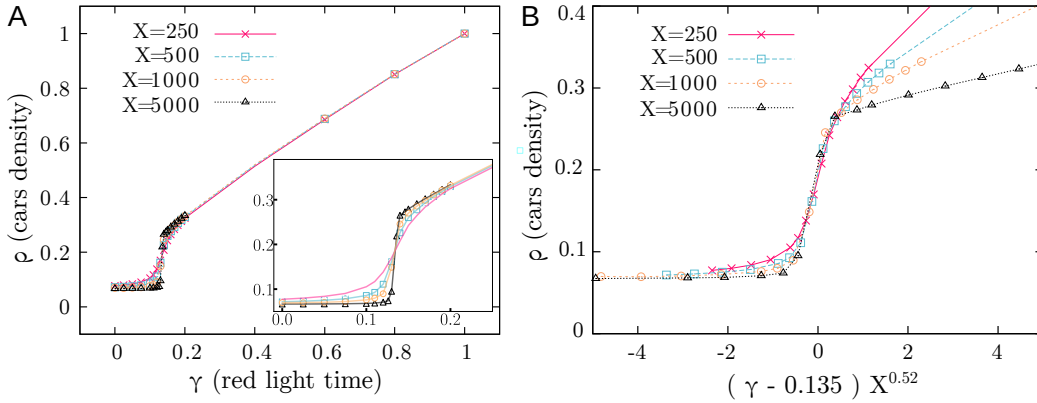 A
X=250
X=500
X=1000
X=5000
1
0.8
0.6
0.4
0.2
0
ρ (cars density)
0.3
0.2
0.1
0.0
0.1
0.2
0
0.2
0.4
0.6
0.8
1
γ (red light time)
B
X=250
X=500
X=1000
X=5000
0.4
0.3
0.2
0.1
0
ρ (cars density)
-4
-2
0
2
4
( γ - 0.135 ) X^0.52